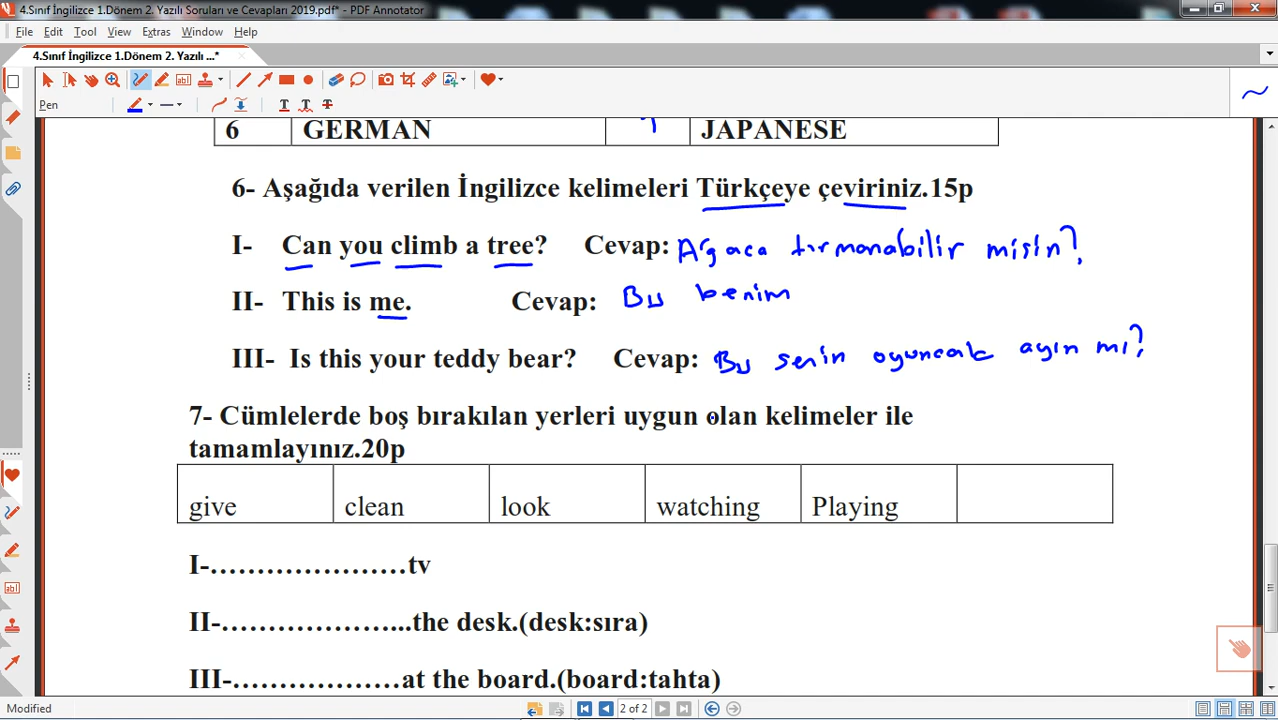 4.Sınıf İngilizce 1.Dönem 2. Yazılı Soruları ve Cevapları 2019.pdf* - PDF Annotator
File Edit Tool View Extras Window Help
4.Sınıf İngilizce 1.Dönem 2. Yazılı ...*
Pen
6 GERMAN JAPANESE
6- Aşağıda verilen İngilizce kelimeleri Türkçeye çeviriniz.15p
I- Can you climb a tree? Cevap: Ağaca tırmanabilir misin?
II- This is me. Cevap: Bu benim
III- Is this your teddy bear? Cevap: Bu senin oyuncak ayın mı?
7- Cümlelerde boş bırakılan yerleri uygun olan kelimeler ile
tamamlayınız.20p
give clean look watching Playing
I-…………………tv
II-………………...the desk.(desk:sıra)
III-………………at the board.(board:tahta)
Modified 2 of 2